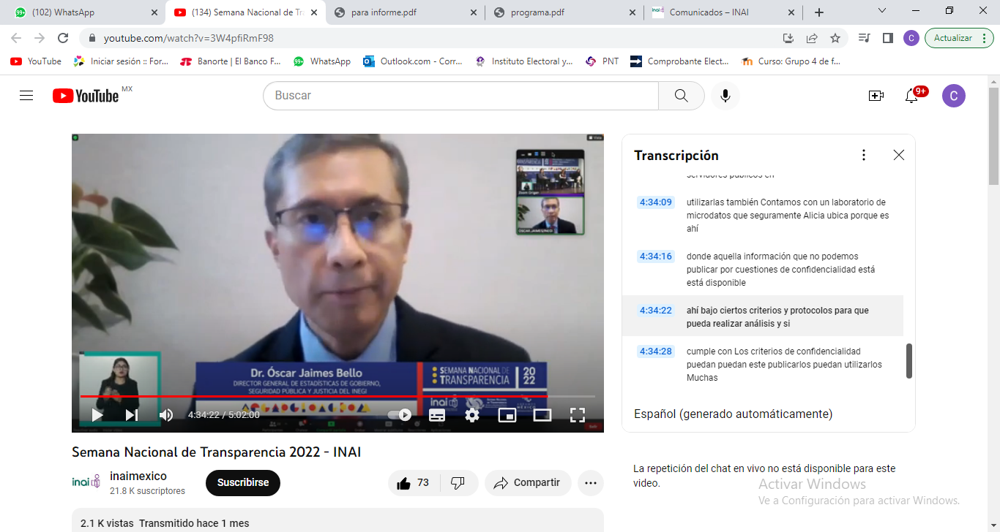 (102) WhatsApp
(134) Semana Nacional de Tr
para informe.pdf
programa.pdf
Comunicados – INAI
youtube.com/watch?v=3W4pfiRmF98
Actualizar
YouTube
Iniciar sesión :: For...
Banorte | El Banco F...
WhatsApp
Outlook.com - Corr...
Instituto Electoral y...
PNT
Comprobante Elect...
Curso: Grupo 4 de f...
YouTube MX
Buscar
9+
C
Transcripción
servidores públicos en
4:34:09
utilizarlas también Contamos con un laboratorio de
microdatos que seguramente Alicia ubica porque es
ahí
4:34:16
donde aquella información que no podemos
publicar por cuestiones de confidencialidad está
está disponible
4:34:22
ahí bajo ciertos criterios y protocolos para que
pueda realizar análisis y si
4:34:28
cumple con Los criterios de confidencialidad
puedan puedan este publicarlos puedan utilizarlos
Muchas
Español (generado automáticamente)
Dr. Óscar Jaimes Bello
DIRECTOR GENERAL DE ESTADÍSTICAS DE GOBIERNO,
SEGURIDAD PÚBLICA Y JUSTICIA DEL INEGI
SEMANA NACIONAL DE
TRANSPARENCIA
2022
inai
4:34:22 / 5:02:00
Semana Nacional de Transparencia 2022 - INAI
inai
inaimexico
21.8 K suscriptores
Suscribirse
73
Compartir
2.1 K vistas Transmitido hace 1 mes
La repetición del chat en vivo no está disponible para este
video.
Activar Windows
Ve a Configuración para activar Windows.